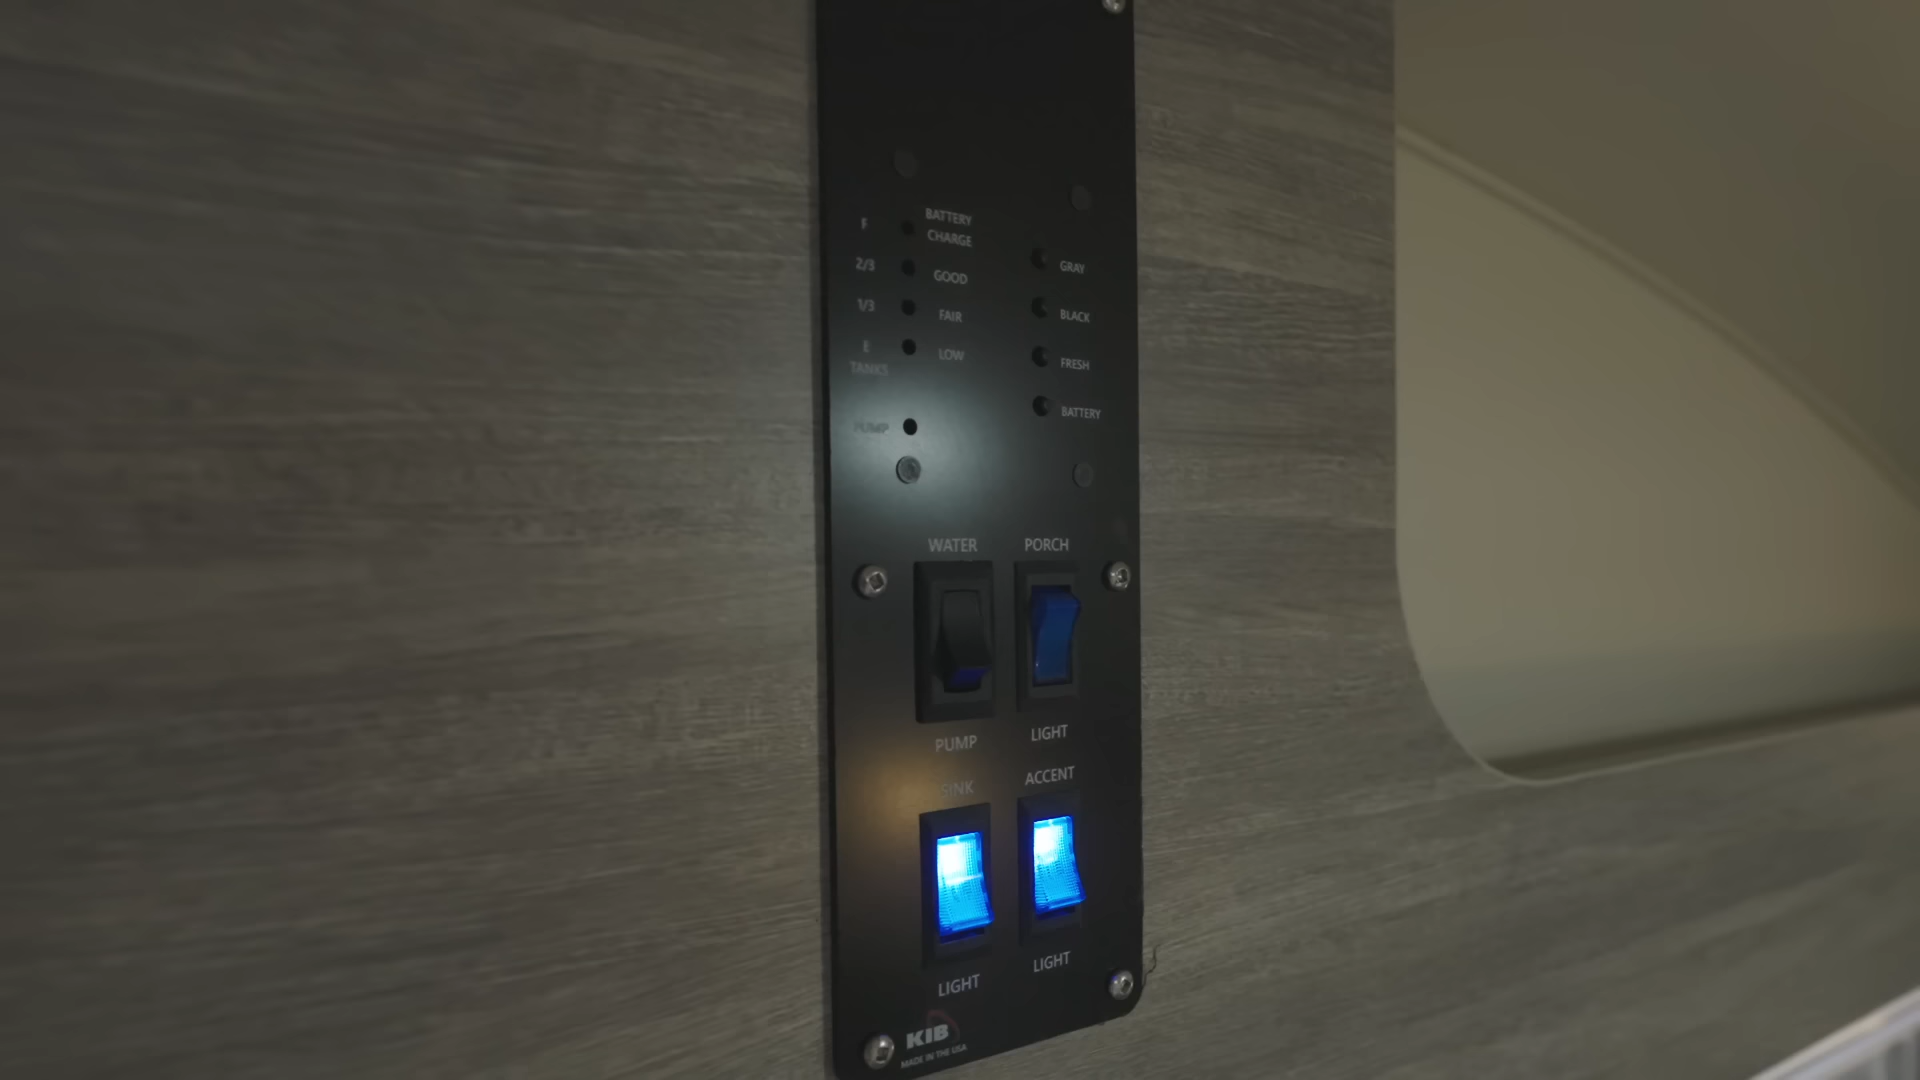 F
BATTERY
CHARGE
2/3
GOOD
GRAY
1/3
FAIR
BLACK
E
LOW
FRESH
TANKS
BATTERY
PUMP
WATER
PORCH
PUMP
LIGHT
SINK
ACCENT
LIGHT
LIGHT
KIB
MADE IN THE USA